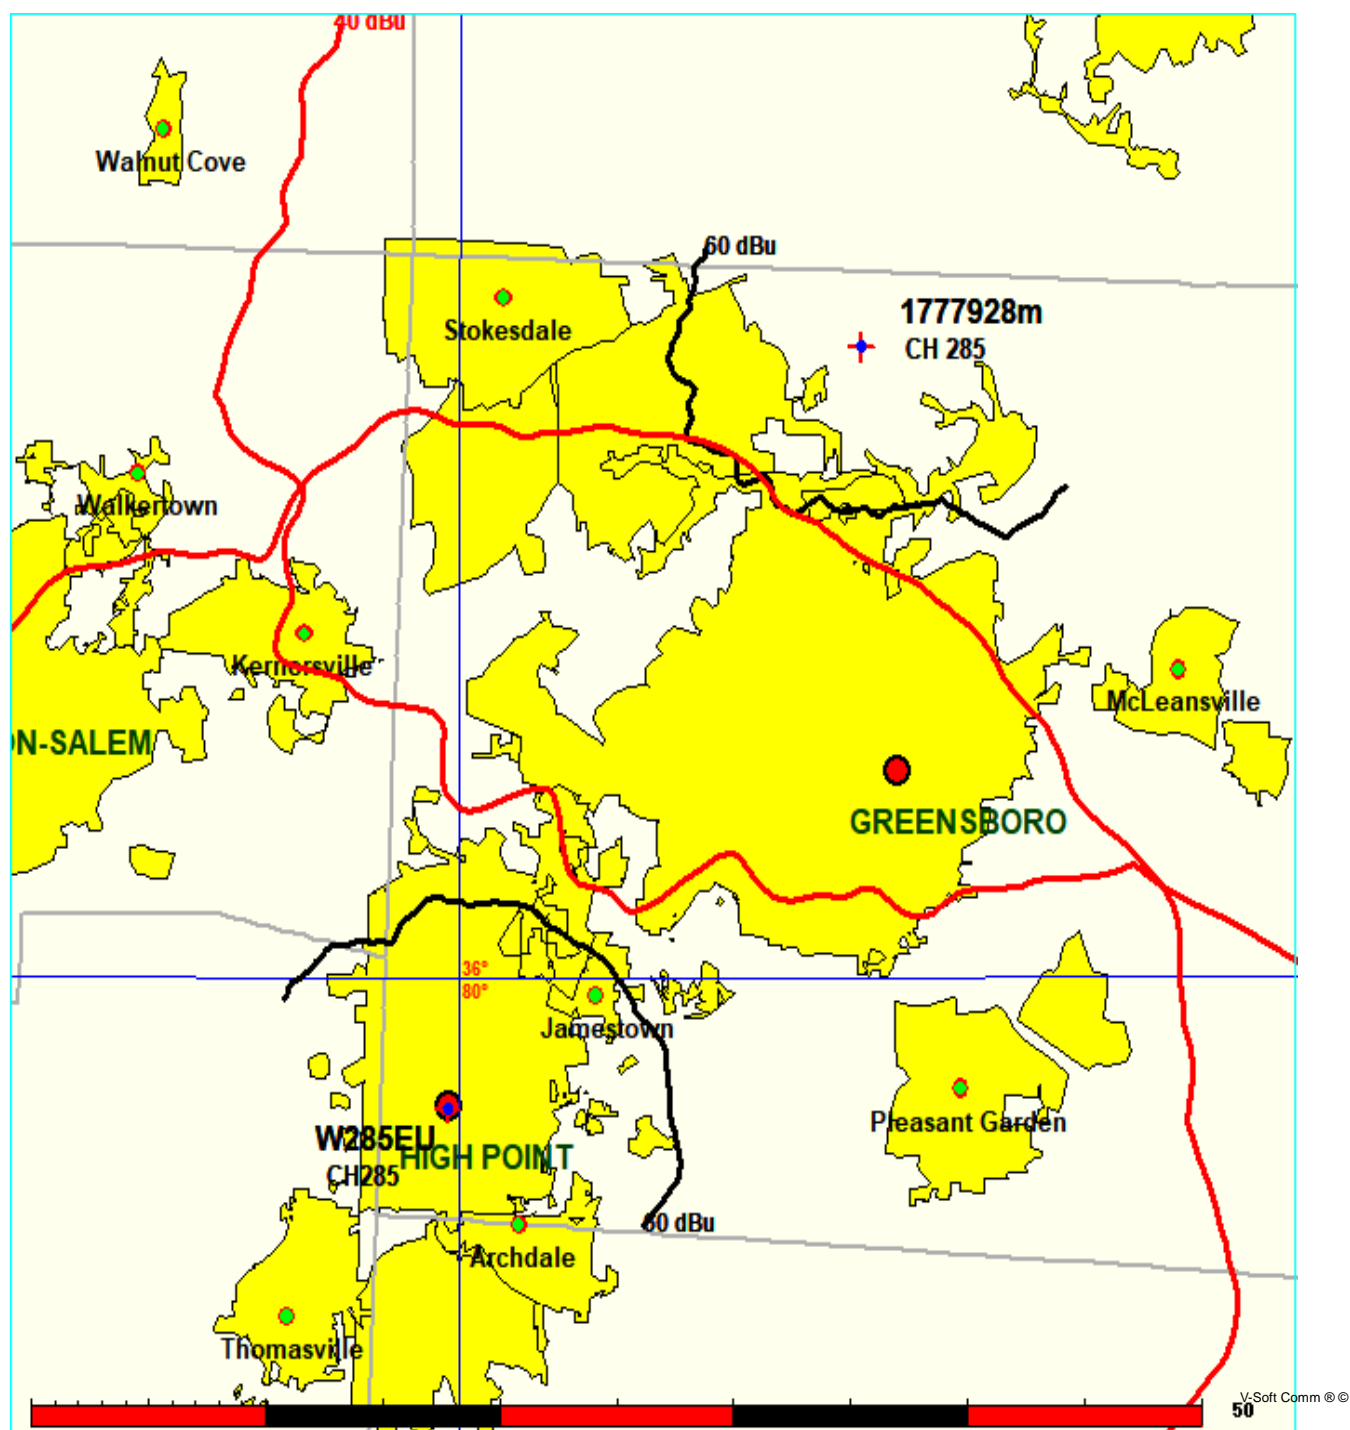 40 dBu
Walnut Cove
60 dBu
1777928m
CH 285
Stokesdale
Walkertown
Kernersville
McLeansville
ON-SALEM
GREENSBORO
36°
80°
Jamestown
Pleasant Garden
W285EU
HIGH POINT
CH285
60 dBu
Archdale
Thomasville
V-Soft Comm ® ©
50